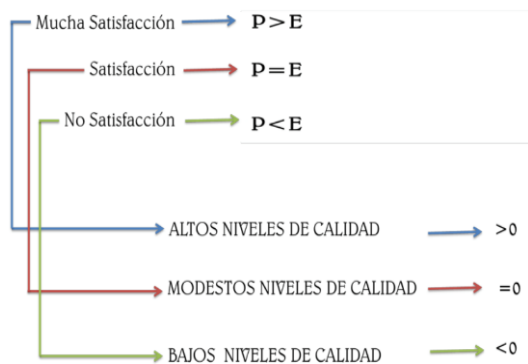 Mucha Satisfacción P > E
Satisfacción P = E
No Satisfacción P < E
ALTOS NIVELES DE CALIDAD >0
MODESTOS NIVELES DE CALIDAD =0
BAJOS NIVELES DE CALIDAD <0